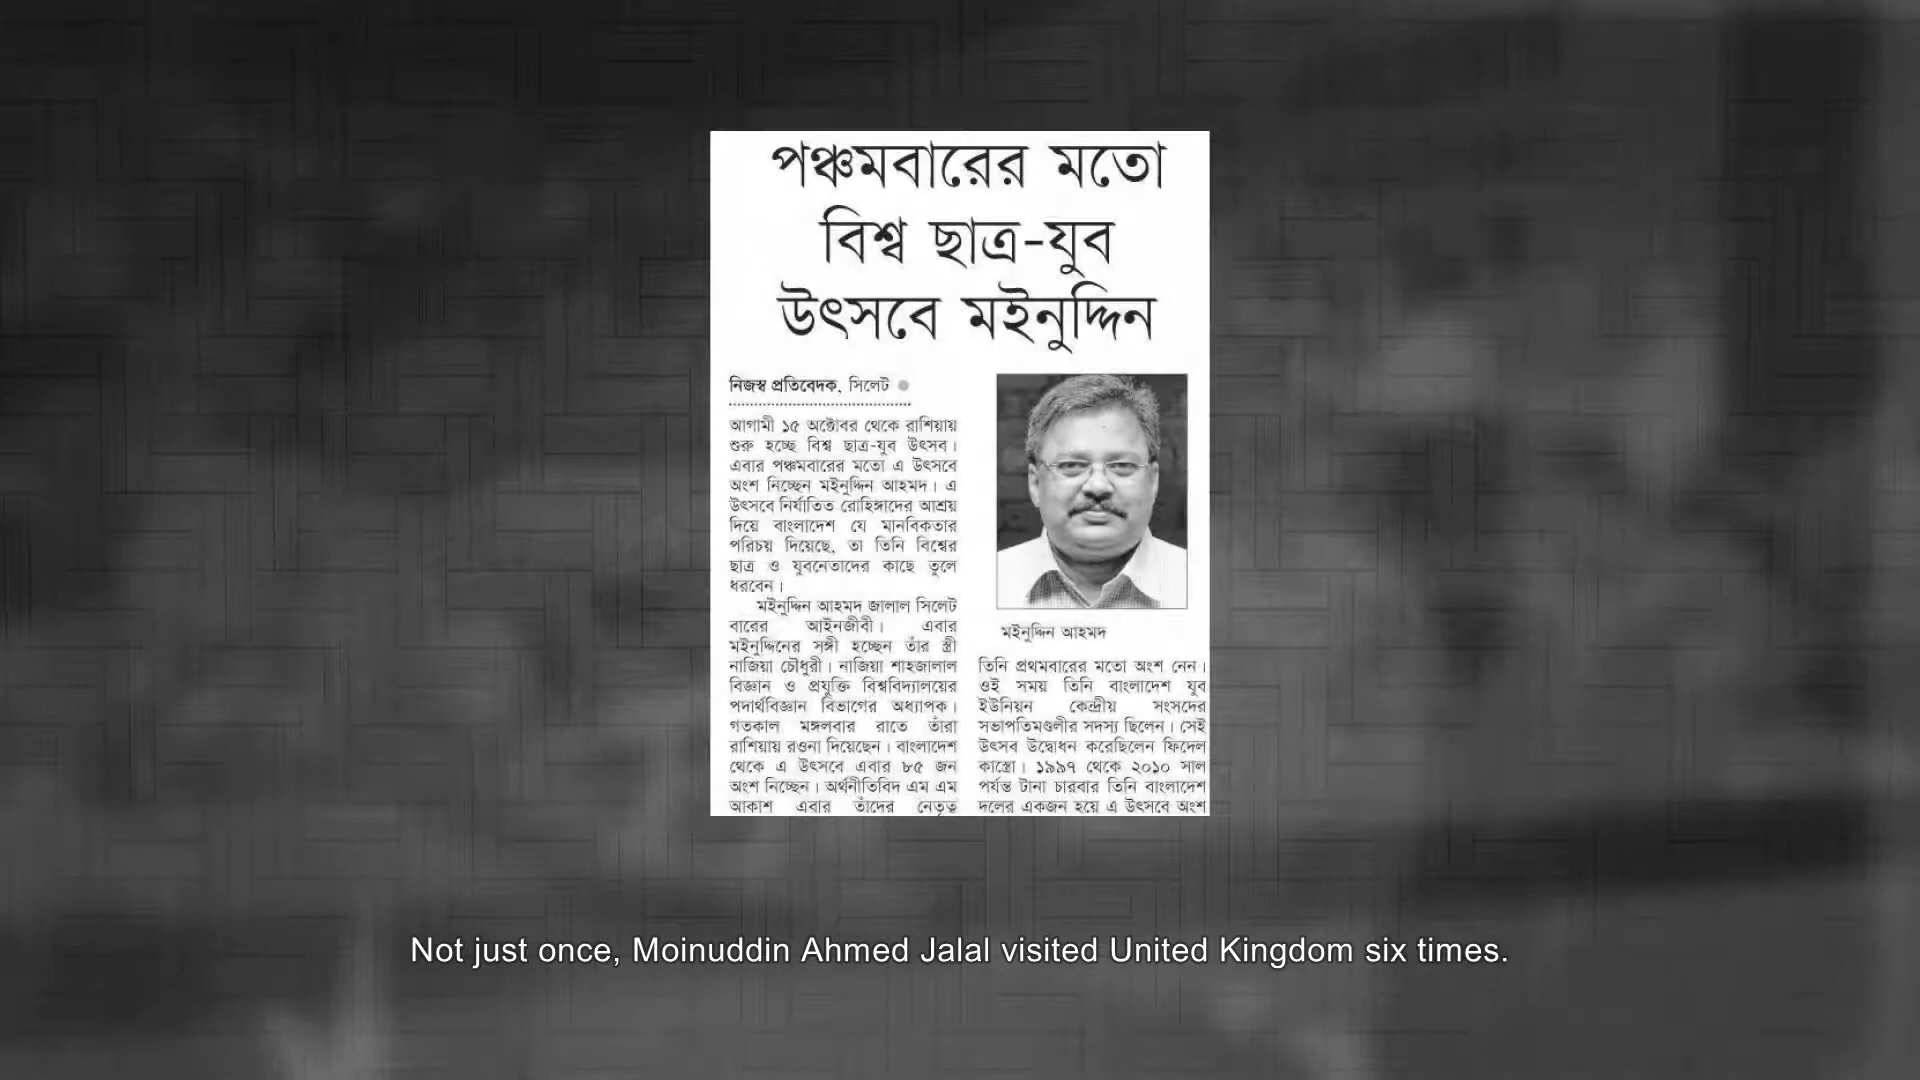 পঞ্চমবারের মতো
বিশ্ব ছাত্র-যুব
উৎসবে মইনুদ্দিন
নিজস্ব প্রতিবেদক, সিলেট
আগামী ১৫ অক্টোবর থেকে রাশিয়ায়
শুরু হচ্ছে বিশ্ব ছাত্র-যুব উৎসব।
এবার পঞ্চমবারের মতো এ উৎসবে
অংশ নিচ্ছেন মইনুদ্দিন আহমদ। এ
উৎসবে নির্যাতিত রোহিঙ্গাদের আশ্রয়
দিয়ে বাংলাদেশ যে মানবিকতার
পরিচয় দিয়েছে, তা তিনি বিশ্বের
ছাত্র ও যুবনেতাদের কাছে তুলে
ধরবেন।
মইনুদ্দিন আহমদ জালাল সিলেট
বারের আইনজীবী। এবার
মইনুদ্দিনের সঙ্গী হচ্ছেন তাঁর স্ত্রী
নাজিয়া চৌধুরী। নাজিয়া শাহজালাল
বিজ্ঞান ও প্রযুক্তি বিশ্ববিদ্যালয়ের
পদার্থবিজ্ঞান বিভাগের অধ্যাপক।
গতকাল মঙ্গলবার রাতে তাঁরা
রাশিয়ায় রওনা দিয়েছেন। বাংলাদেশ
থেকে এ উৎসবে এবার ৮৫ জন
অংশ নিচ্ছেন। অর্থনীতিবিদ এম এম
আকাশ এবার তাঁদের নেতৃত্ব
মইনুদ্দিন আহমদ
তিনি প্রথমবারের মতো অংশ নেন।
ওই সময় তিনি বাংলাদেশ যুব
ইউনিয়ন কেন্দ্রীয় সংসদের
সভাপতিমণ্ডলীর সদস্য ছিলেন। সেই
উৎসব উদ্বোধন করেছিলেন ফিদেল
কাস্ত্রো। ১৯৯৭ থেকে ২০১০ সাল
পর্যন্ত টানা চারবার তিনি বাংলাদেশ
দলের একজন হয়ে এ উৎসবে অংশ
Not just once, Moinuddin Ahmed Jalal visited United Kingdom six times.